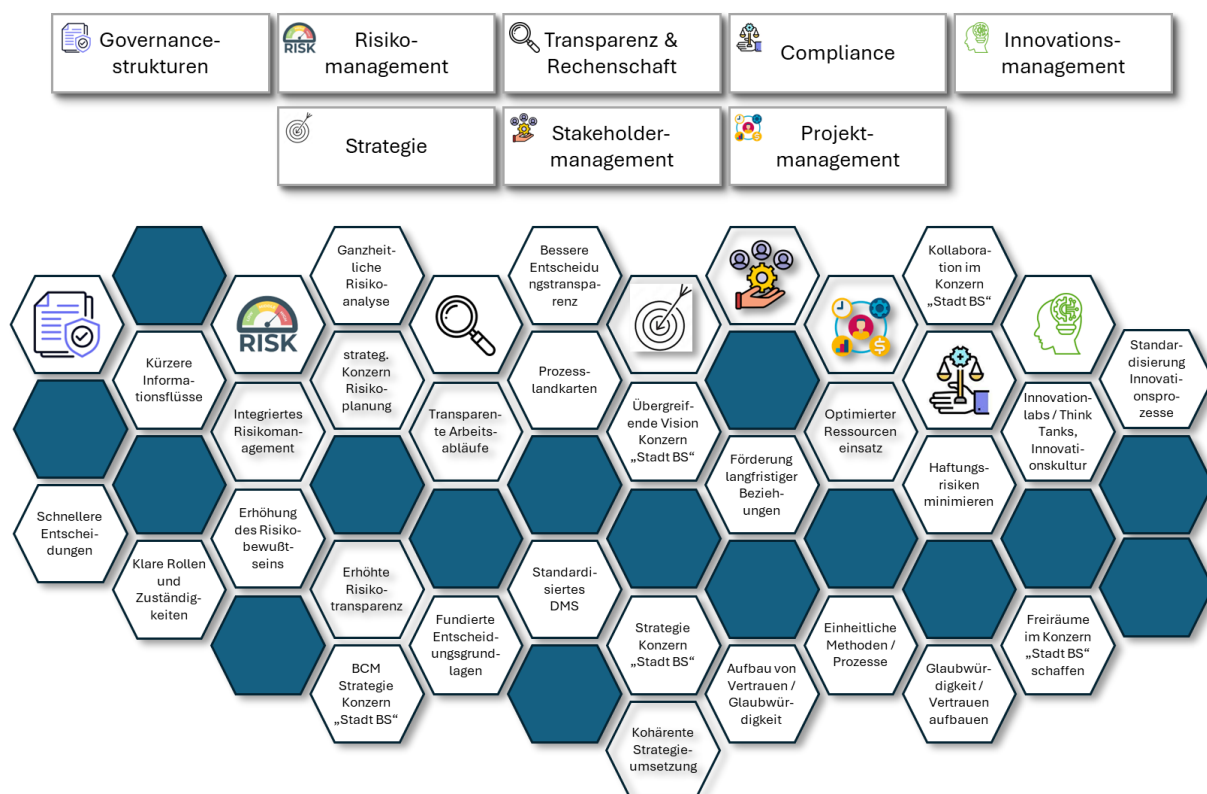 Governance-
strukturen
RISK
Risiko-
management
Transparenz &
Rechenschaft
Compliance
Innovations-
management
Strategie
Stakeholder-
management
Projekt-
management
Ganzheit-
liche
Risiko-
analyse
Bessere
Entscheidu
ngstranspa-
renz
Kollabora-
tion im
Konzern
„Stadt BS“
RISK
Kürzere
Informa-
tionsflüsse
strateg.
Konzern
Risiko-
planung
Prozess-
landkarten
Standar-
disierung
Innovati-
onspro-
zesse
Integriertes
Risikoman-
agement
Transparen-
te Arbeits-
abläufe
Übergreif-
ende Vision
Konzern
„Stadt BS“
Optimierter
Ressourcen
einsatz
Innovation-
labs / Think
Tanks,
Innovati-
onskultur
Förderung
langfristiger
Bezieh-
ungen
Haftungs-
risiken
minimieren
Schnellere
Entschei-
dungen
Erhöhung
des Risiko-
bewußt-
seins
Klare Rollen
und
Zuständig-
keiten
Erhöhte
Risiko-
transparenz
Standardi-
siertes
DMS
Fundierte
Entscheid-
ungsgrund-
lagen
Strategie
Konzern
„Stadt BS“
Einheitliche
Methoden /
Prozesse
Freiräume
im Konzern
„Stadt BS“
schaffen
BCM
Strategie
Konzern
„Stadt BS“
Aufbau von
Vertrauen /
Glaubwür-
digkeit
Glaubwür-
digkeit /
Vertrauen
aufbauen
Kohärente
Strategie-
umsetzung